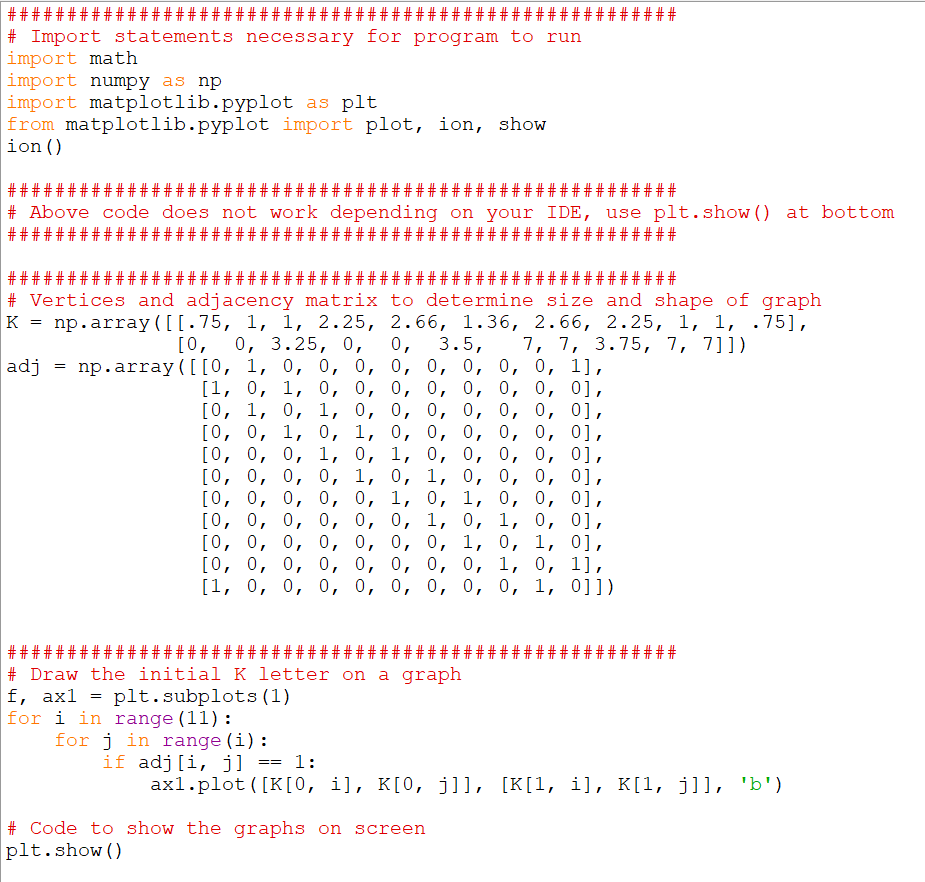 ########################################################
# Import statements necessary for program to run
import math
import numpy as np
import matplotlib.pyplot as plt
from matplotlib.pyplot import plot, ion, show
ion()
########################################################
# Above code does not work depending on your IDE, use plt.show() at bottom
########################################################
########################################################
# Vertices and adjacency matrix to determine size and shape of graph
K = np.array([[.75, 1, 1, 2.25, 2.66, 1.36, 2.66, 2.25, 1, 1, .75],
              [0,  0, 3.25, 0,  0,  3.5,   7, 7, 3.75, 7, 7]])
adj = np.array([[0, 1, 0, 0, 0, 0, 0, 0, 0, 0, 1],
                [1, 0, 1, 0, 0, 0, 0, 0, 0, 0, 0],
                [0, 1, 0, 1, 0, 0, 0, 0, 0, 0, 0],
                [0, 0, 1, 0, 1, 0, 0, 0, 0, 0, 0],
                [0, 0, 0, 1, 0, 1, 0, 0, 0, 0, 0],
                [0, 0, 0, 0, 1, 0, 1, 0, 0, 0, 0],
                [0, 0, 0, 0, 0, 1, 0, 1, 0, 0, 0],
                [0, 0, 0, 0, 0, 0, 1, 0, 1, 0, 0],
                [0, 0, 0, 0, 0, 0, 0, 1, 0, 1, 0],
                [0, 0, 0, 0, 0, 0, 0, 0, 1, 0, 1],
                [1, 0, 0, 0, 0, 0, 0, 0, 0, 1, 0]])
########################################################
# Draw the initial K letter on a graph
f, ax1 = plt.subplots(1)
for i in range(11):
    for j in range(i):
        if adj[i, j] == 1:
            ax1.plot([K[0, i], K[0, j]], [K[1, i], K[1, j]], 'b')
# Code to show the graphs on screen
plt.show()